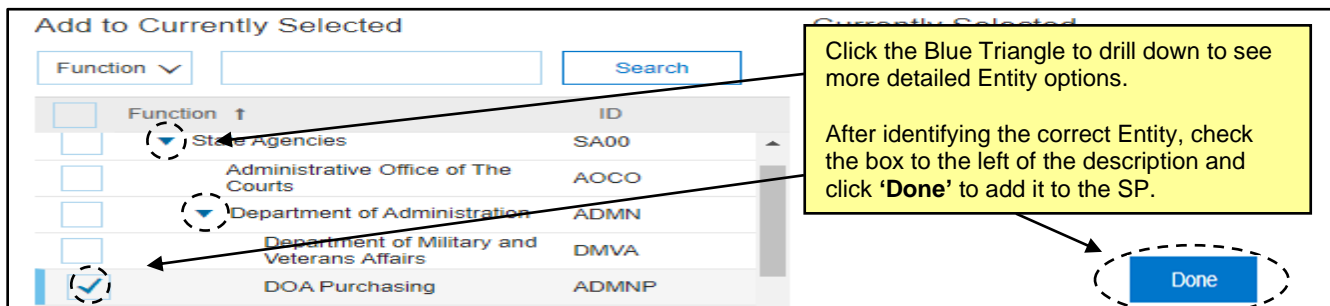 Add to Currently Selected
Currently Selected
Function
Search
Click the Blue Triangle to drill down to see
more detailed Entity options.
After identifying the correct Entity, check
the box to the left of the description and
click ‘Done’ to add it to the SP.
Function ↑ ID
State Agencies SA00
Administrative Office of The
Courts AOCO
Department of Administration ADMN
Department of Military and
Veterans Affairs DMVA
DOA Purchasing ADMNP
Done